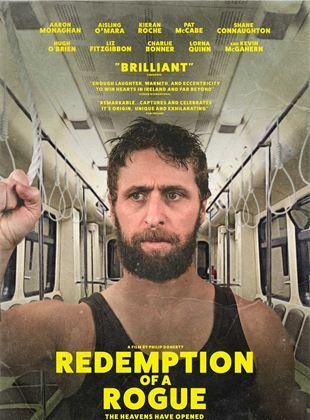 AARON MONAGHAN
AISLING O'MARA
KIERAN ROCHE
PAT McCABE
SHANE CONNAUGHTON
HUGH O'BRIEN
LIZ FITZGIBBON
CHARLIE BONNER
LORNA QUINN
AND KEVIN McGAHERN
"BRILLIANT"
"ENOUGH LAUGHTER, WARMTH, AND ECCENTRICITY
TO WIN HEARTS IN IRELAND AND FAR BEYOND"
"REMARKABLE...CAPTURES AND CELEBRATES
IT'S ORIGIN, UNIQUE AND EXHILARATING"
A FILM BY PHILIP DOHERTY
REDEMPTION
OF A
ROGUE
THE HEAVENS HAVE OPENED